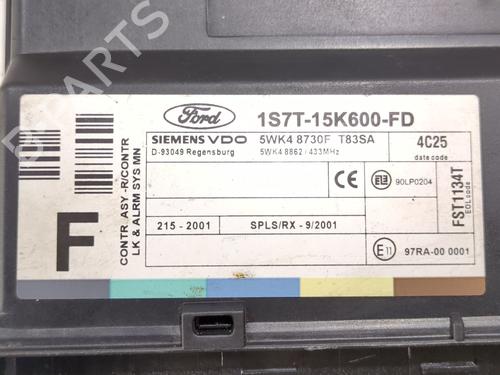 PARTS
Ford
1S7T-15K600-FD
SIEMENS VDO 5WK4 8730F T83SA
D-93049 Regensburg 5WK4 8862 / 433MHz
4C25
date code
CONTR ASY -R/CONTR
LK & ALRM SYS MN
F
CE
90LP0204
FST1134T
EOL code
215 - 2001 SPLS/RX - 9/2001
E11 97RA-00 0001